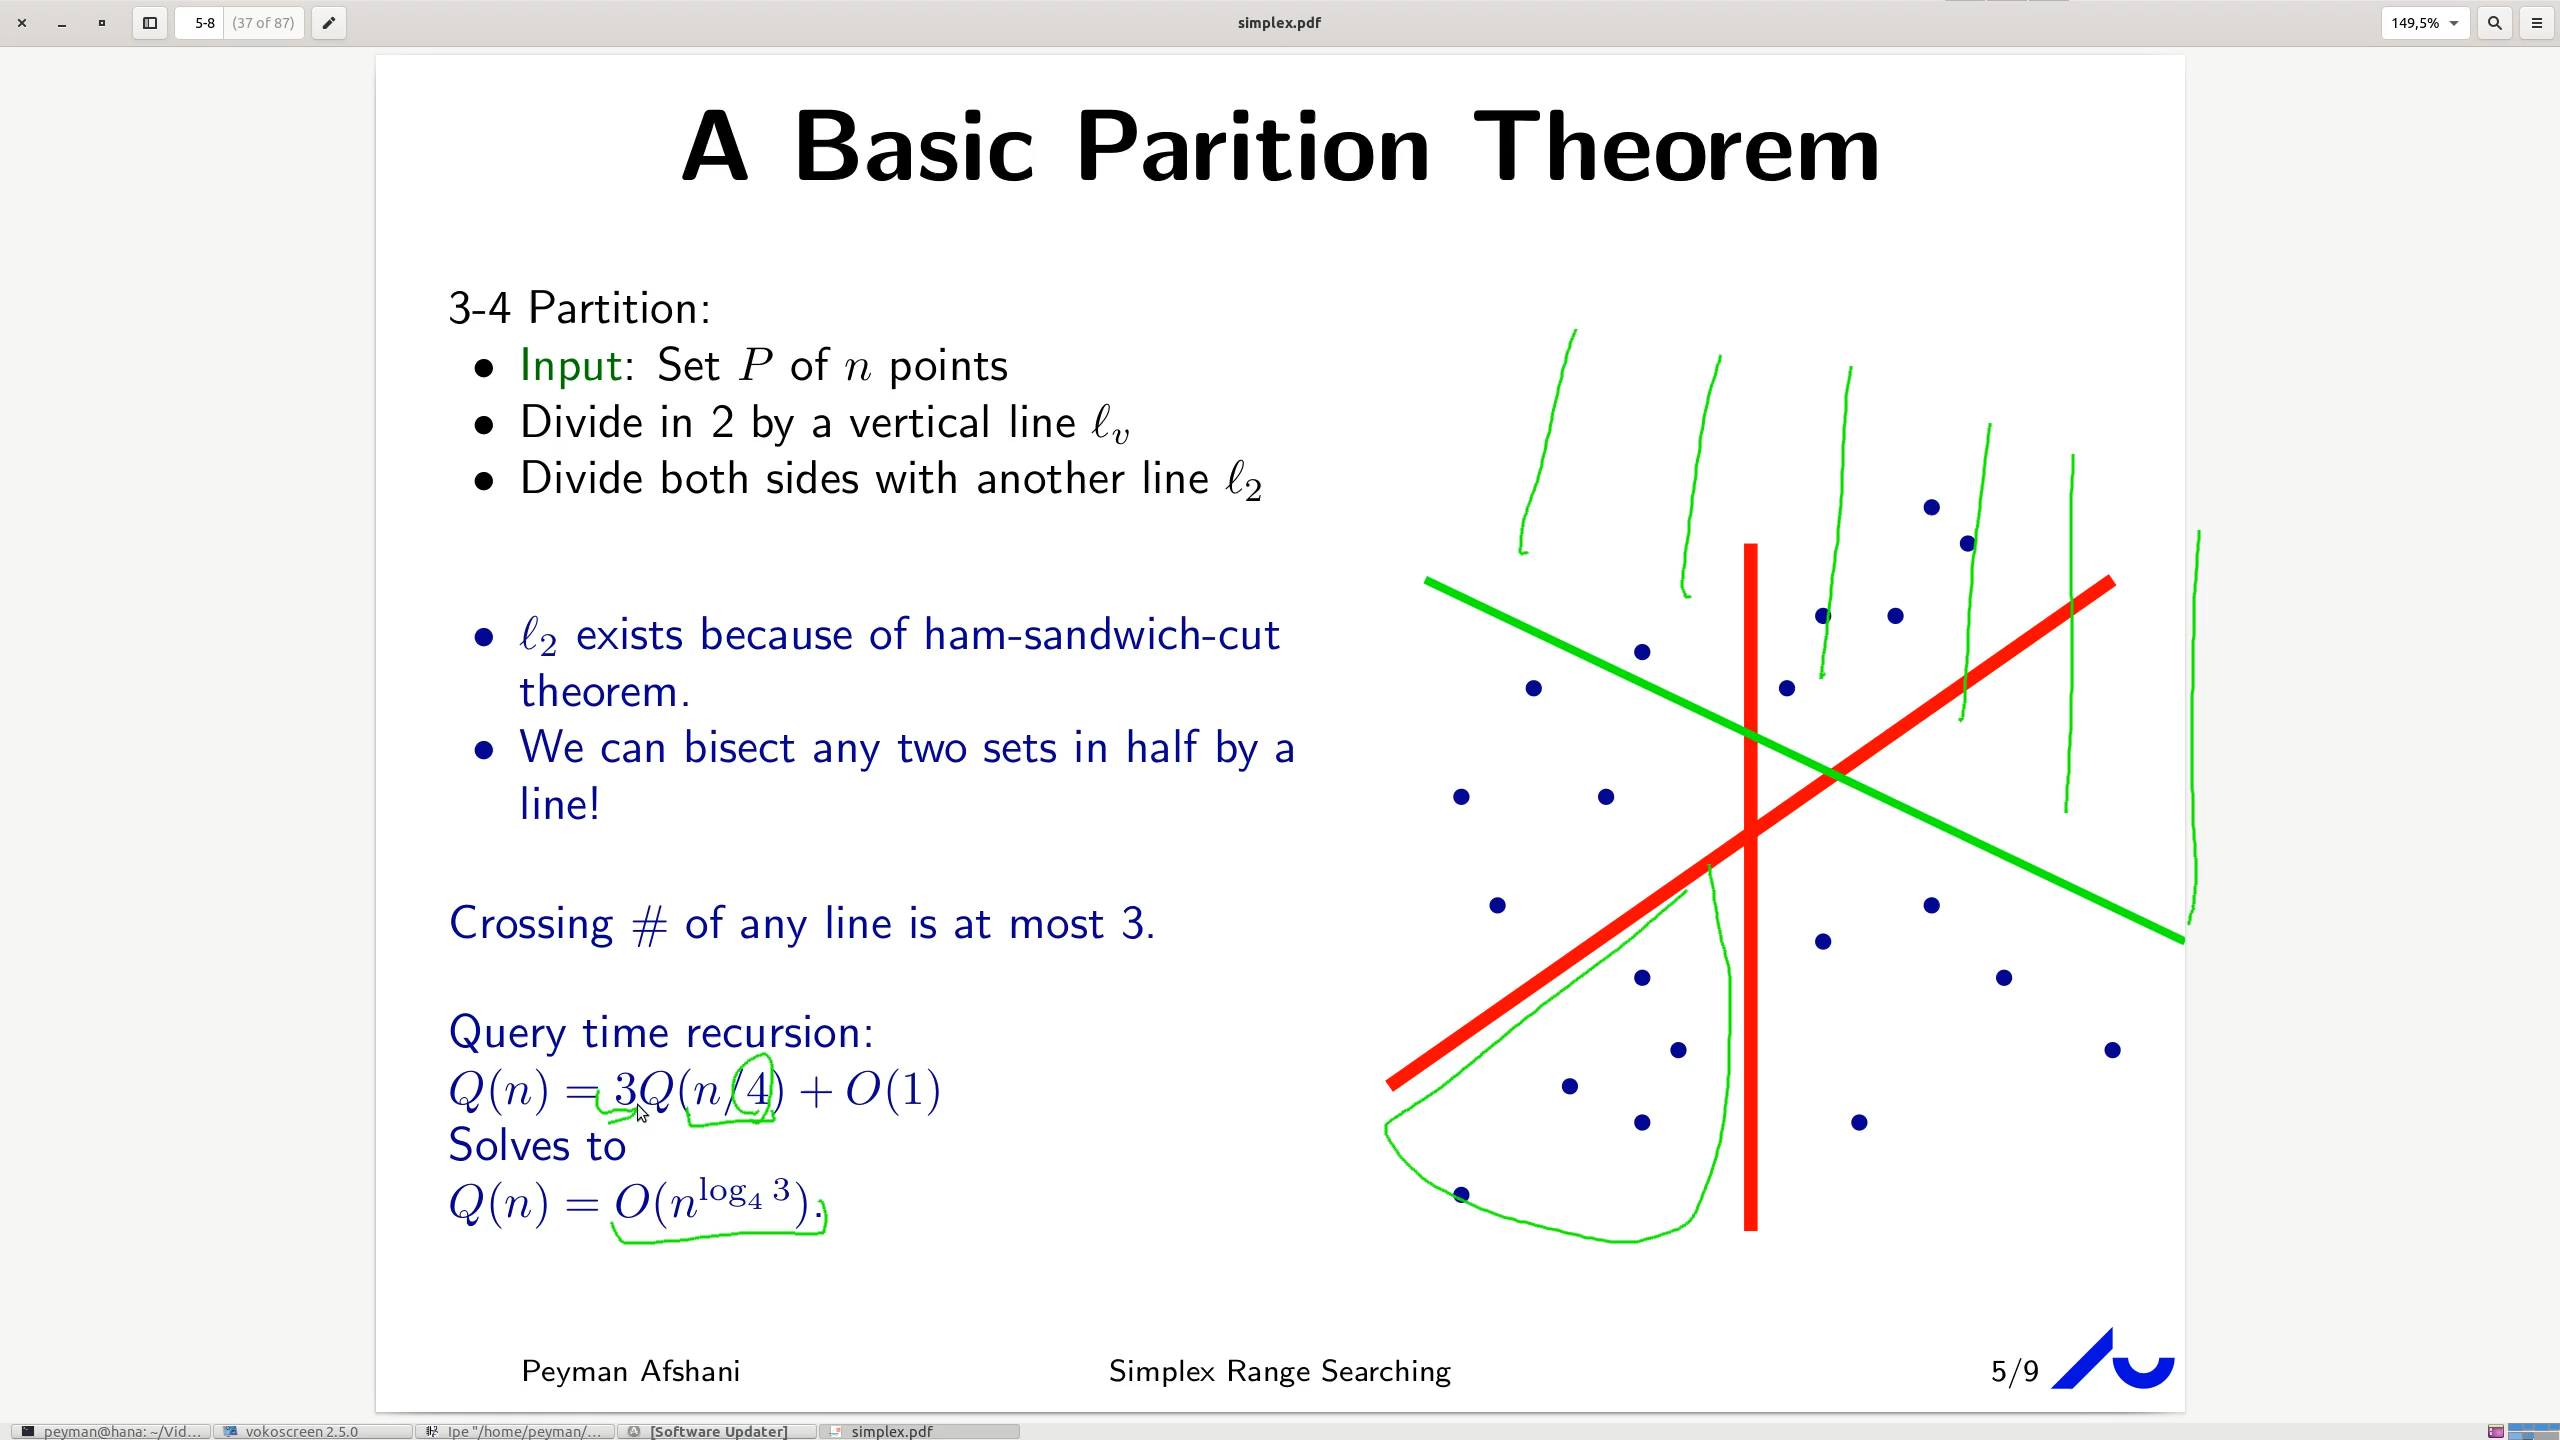 5-8 (37 of 87)
simplex.pdf
149,5%
A Basic Parition Theorem
3-4 Partition:
• Input: Set P of n points
• Divide in 2 by a vertical line ℓ_v
• Divide both sides with another line ℓ_2
• ℓ_2 exists because of ham-sandwich-cut
theorem.
• We can bisect any two sets in half by a
line!
Crossing # of any line is at most 3.
Query time recursion:
Q(n) = 3Q(n/4) + O(1)
Solves to
Q(n) = O(n^{log_4 3}).
Peyman Afshani
Simplex Range Searching
5/9
peyman@hana: ~/Vid...
vokoscreen 2.5.0
Ipe "/home/peyman/...
[Software Updater]
simplex.pdf